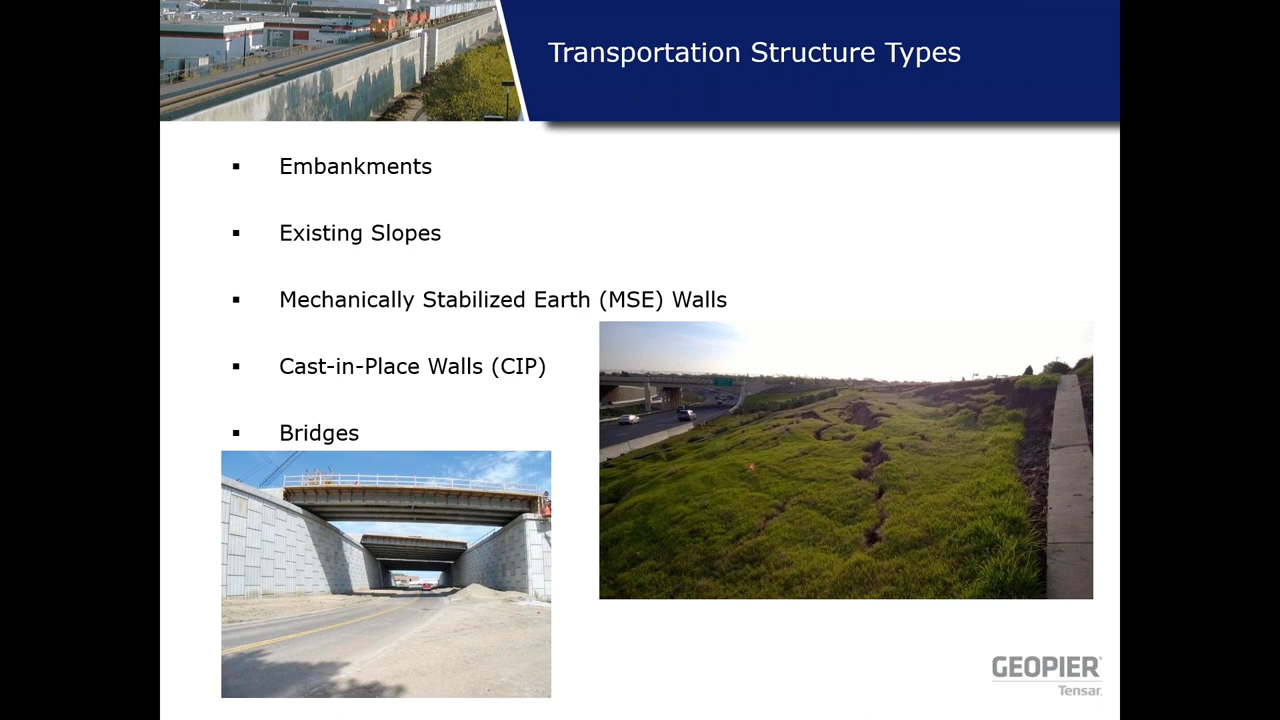 Transportation Structure Types
▪ Embankments
▪ Existing Slopes
▪ Mechanically Stabilized Earth (MSE) Walls
▪ Cast-in-Place Walls (CIP)
▪ Bridges
GEOPIER®
Tensar.